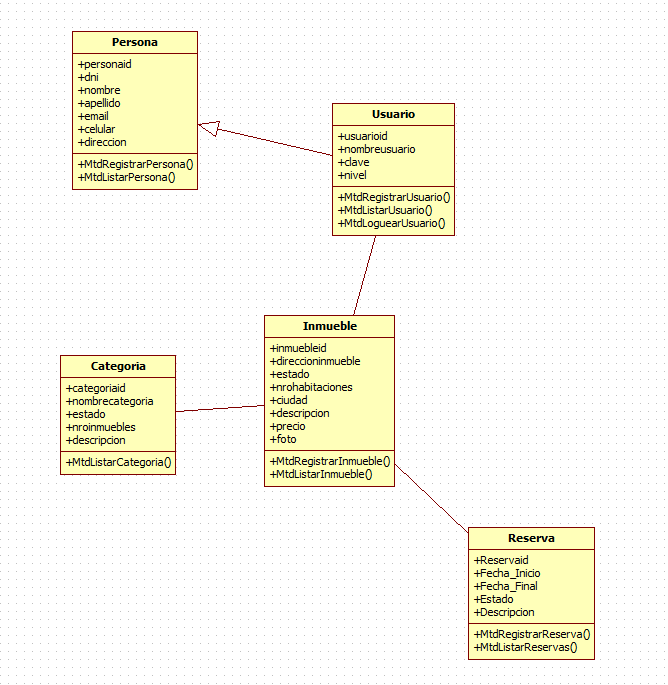 Persona
+personaid
+dni
+nombre
+apellido
+email
+celular
+direccion
+MtdRegistrarPersona()
+MtdListarPersona()
Usuario
+usuarioid
+nombreusuario
+clave
+nivel
+MtdRegistrarUsuario()
+MtdListarUsuario()
+MtdLoguearUsuario()
Inmueble
+inmuebleid
+direccioninmueble
+estado
+nrohabitaciones
+ciudad
+descripcion
+precio
+foto
+MtdRegistrarInmueble()
+MtdListarInmueble()
Categoria
+categoriaid
+nombrecategoria
+estado
+nroinmuebles
+descripcion
+MtdListarCategoria()
Reserva
+Reservaid
+Fecha_Inicio
+Fecha_Final
+Estado
+Descripcion
+MtdRegistrarReserva()
+MtdListarReservas()